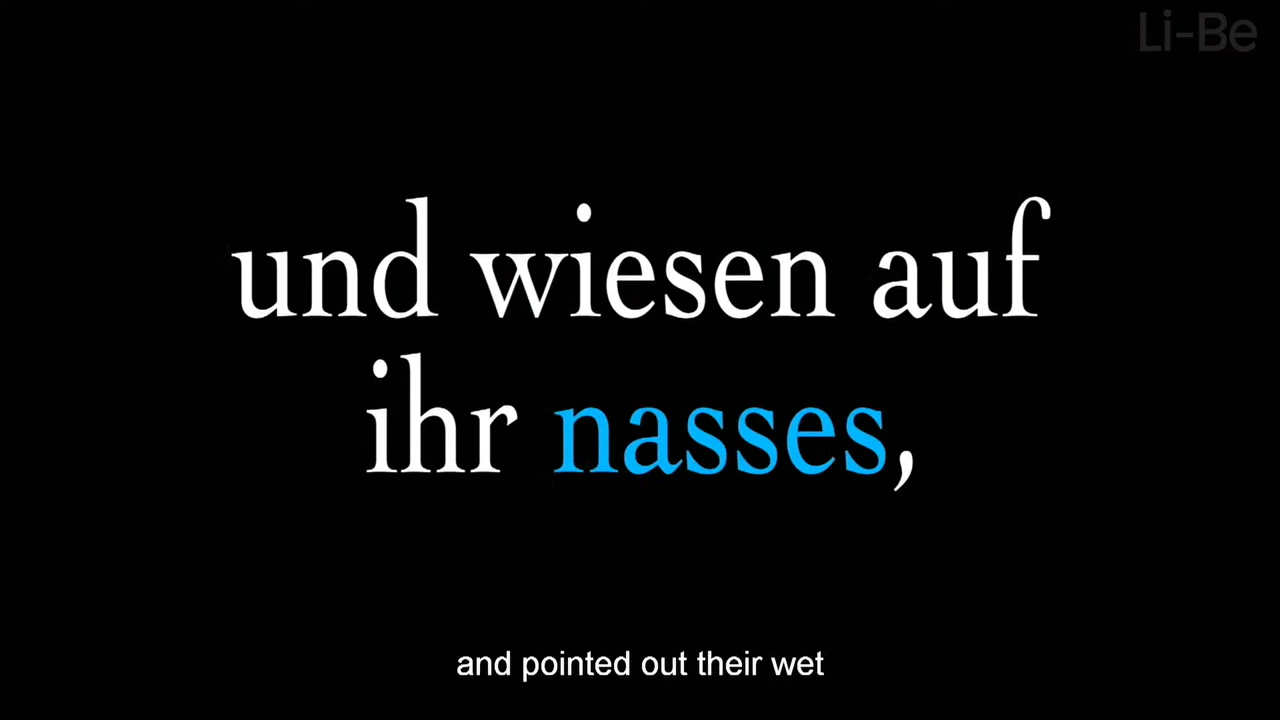 Li-Be
und wiesen auf
ihr nasses,
and pointed out their wet